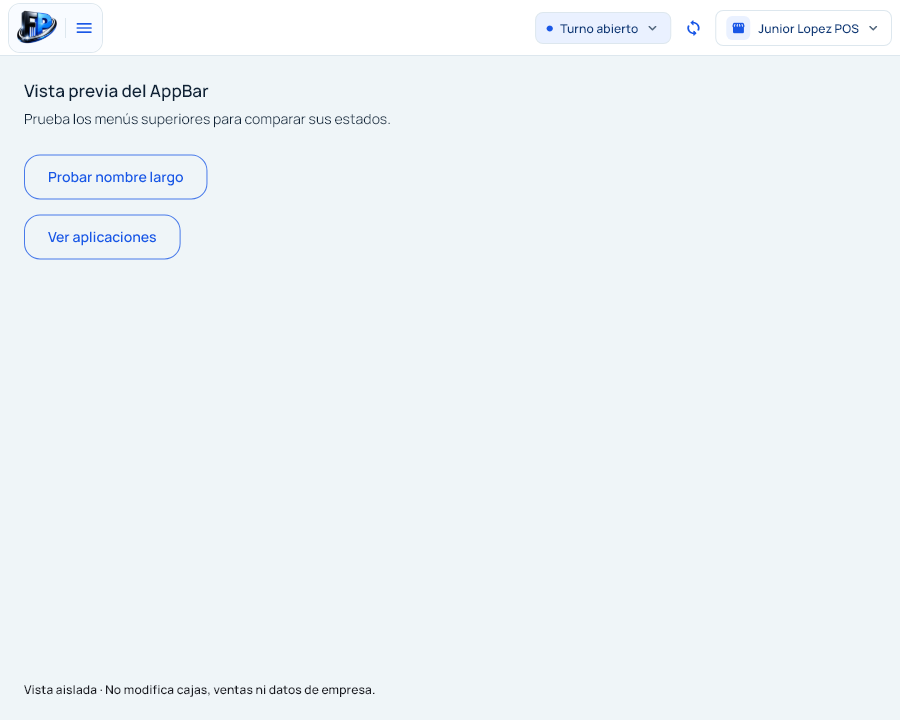 FP
Turno abierto
Junior Lopez POS
Vista previa del AppBar
Prueba los menús superiores para comparar sus estados.
Probar nombre largo
Ver aplicaciones
Vista aislada · No modifica cajas, ventas ni datos de empresa.